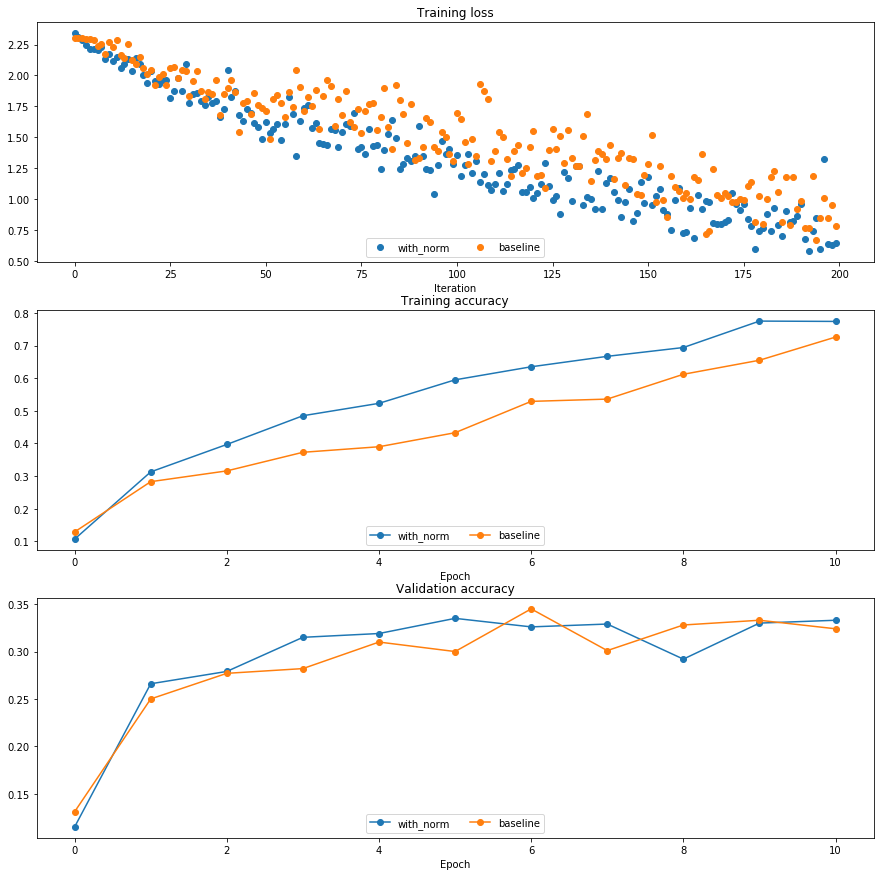 Training loss
2.25
2.00
1.75
1.50
1.25
1.00
0.75
0.50
with_norm baseline
0 25 50 75 100 125 150 175 200
Iteration
Training accuracy
0.8
0.7
0.6
0.5
0.4
0.3
0.2
0.1
with_norm baseline
0 2 4 6 8 10
Epoch
Validation accuracy
0.35
0.30
0.25
0.20
0.15
with_norm baseline
0 2 4 6 8 10
Epoch